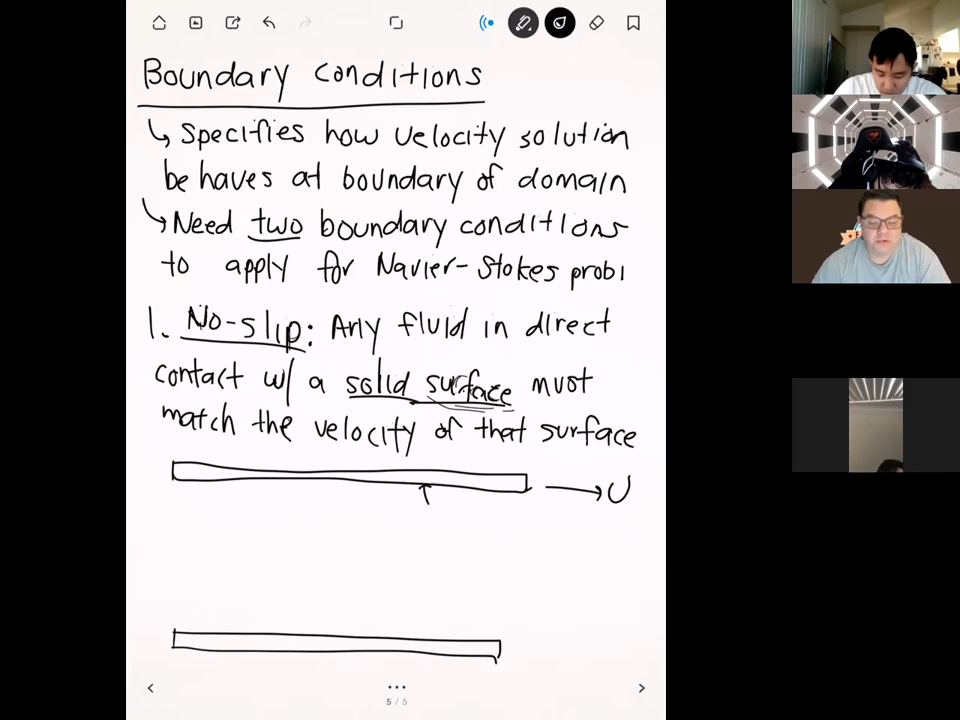 Boundary conditions
↳ Specifies how velocity solution
behaves at boundary of domain
↳ Need two boundary conditions
to apply for Navier-Stokes probl
1. No-slip: Any fluid in direct
contact w/ a solid surface must
match the velocity of that surface
→ U
5 / 5